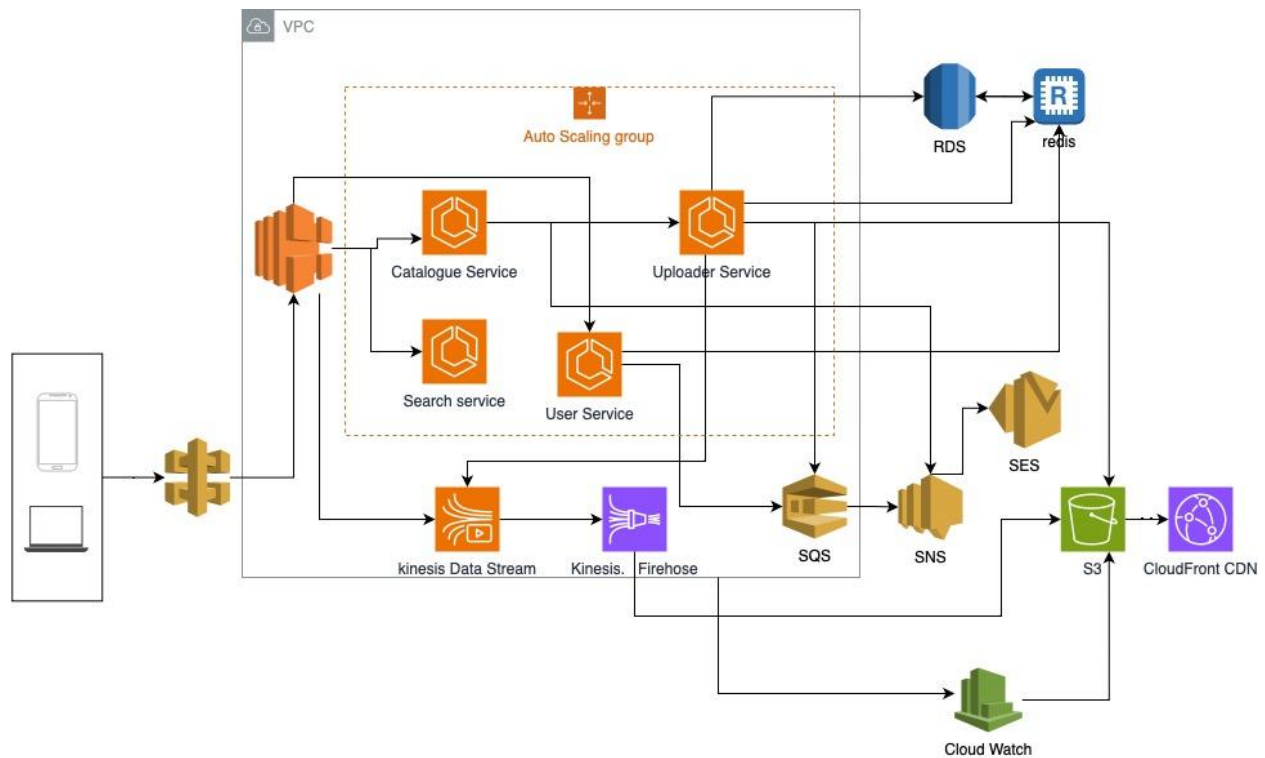 VPC
Auto Scaling group
RDS
R
redis
Catalogue Service
Uploader Service
Search service
User Service
SES
kinesis Data Stream
Kinesis. Firehose
SQS
SNS
S3
CloudFront CDN
Cloud Watch